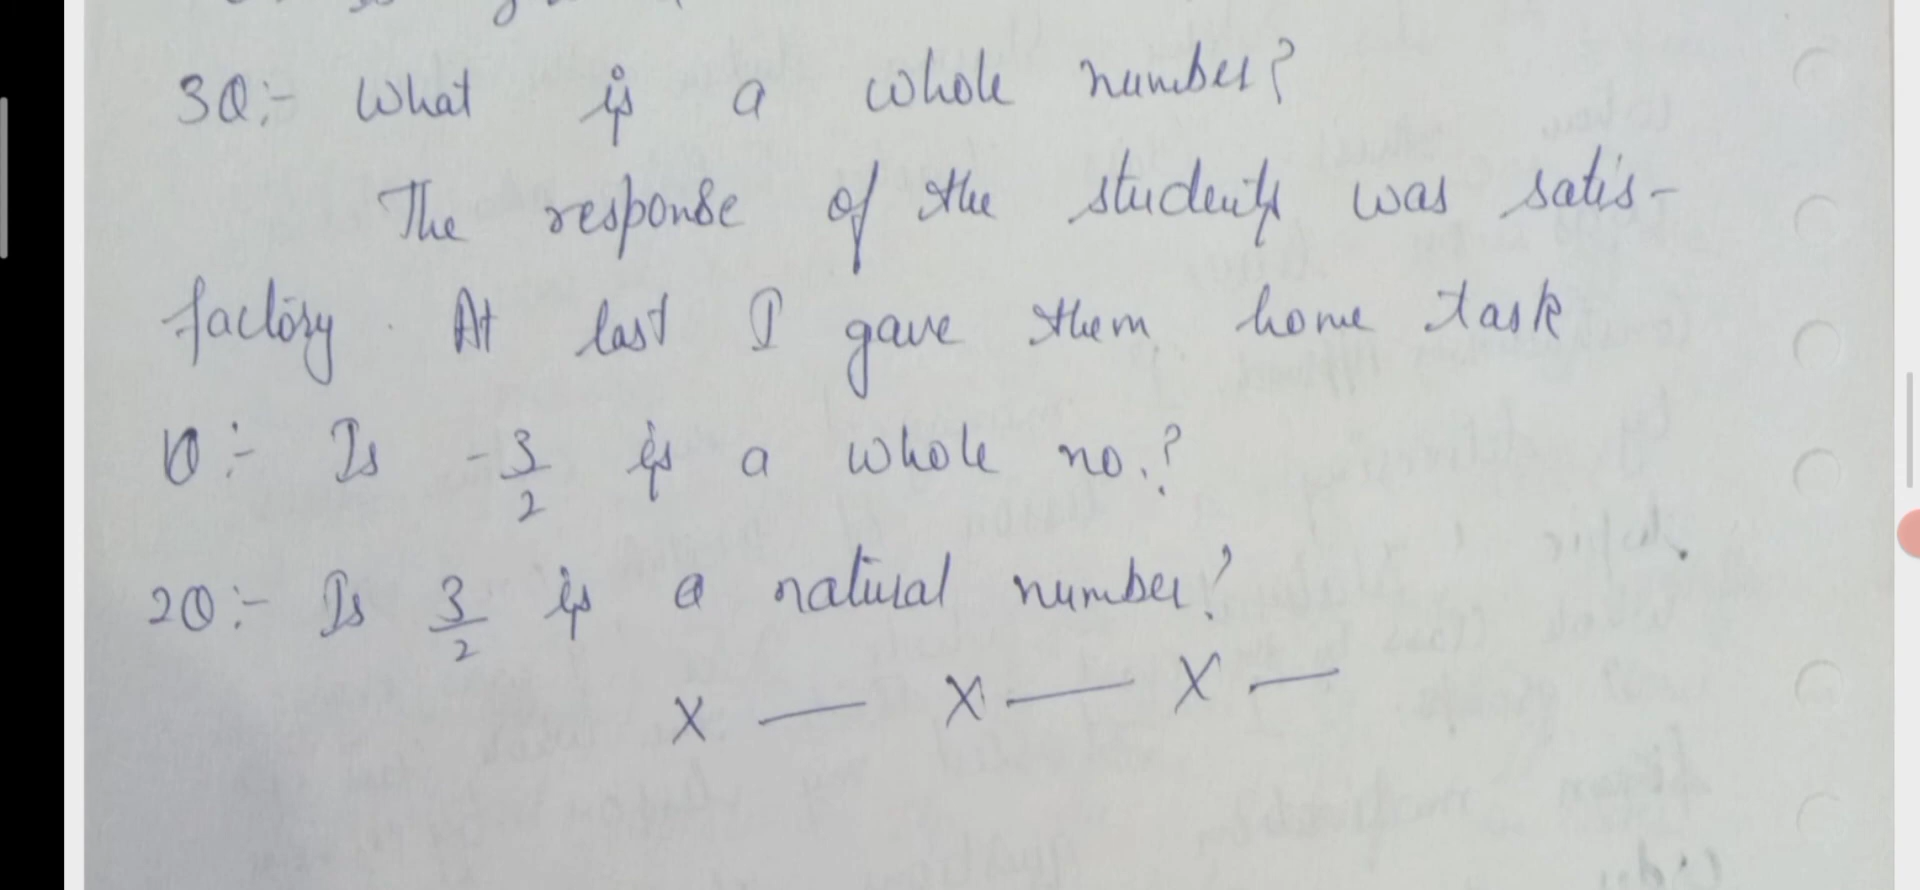 3Q:- What is a whole number?
The response of the students was satis-
factory. At last I gave them home task
1Q:- Is -3/2 is a whole no.?
2Q:- Is 3/2 is a natural number?
X — X — X —